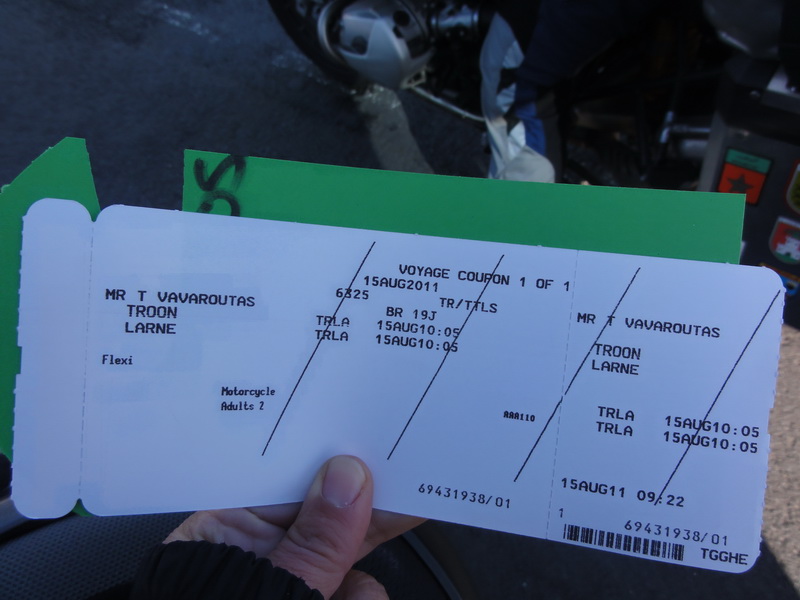 S
VOYAGE COUPON 1 OF 1
15AUG2011
6325
TR/TTLS
MR T VAVAROUTAS
TROON
LARNE
BR 19J
TRLA 15AUG10:05
TRLA 15AUG10:05
Flexi
Motorcycle
Adults 2
AAA110
69431938/01
MR T VAVAROUTAS
TROON
LARNE
TRLA 15AUG10:05
TRLA 15AUG10:05
15AUG11 09:22
1
69431938/01
TGGHE